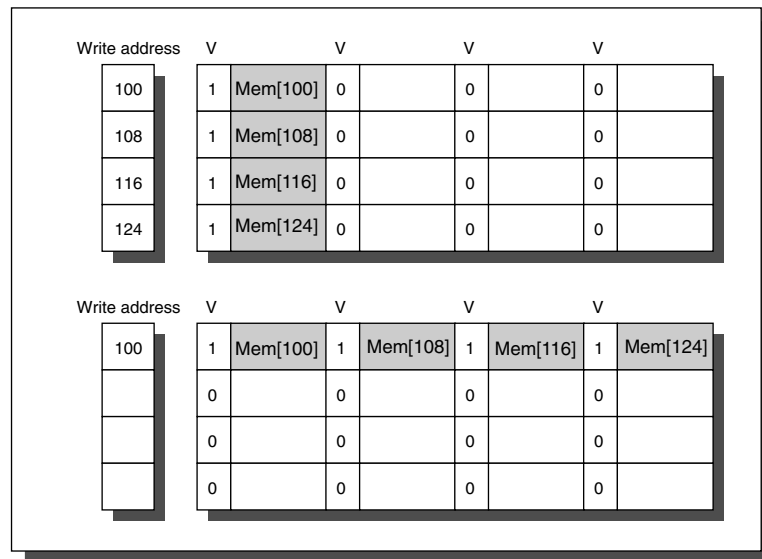 Write address V V V V
100 1 Mem[100] 0 0 0
108 1 Mem[108] 0 0 0
116 1 Mem[116] 0 0 0
124 1 Mem[124] 0 0 0
Write address V V V V
100 1 Mem[100] 1 Mem[108] 1 Mem[116] 1 Mem[124]
0 0 0 0
0 0 0 0
0 0 0 0